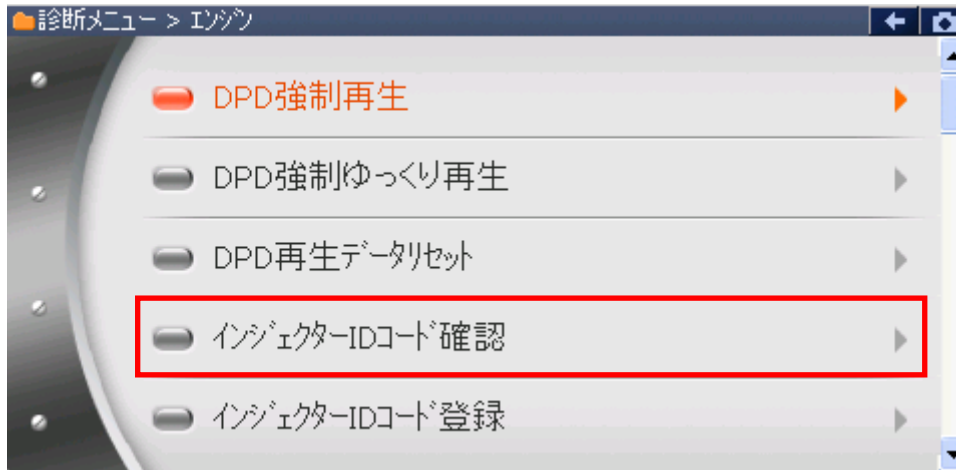 診断メニュー > ｴﾝｼﾞﾝ
DPD強制再生
DPD強制ゆっくり再生
DPD再生ﾃﾞｰﾀﾘｾｯﾄ
ｲﾝｼﾞｪｸﾀｰIDｺｰﾄﾞ確認
ｲﾝｼﾞｪｸﾀｰIDｺｰﾄﾞ登録